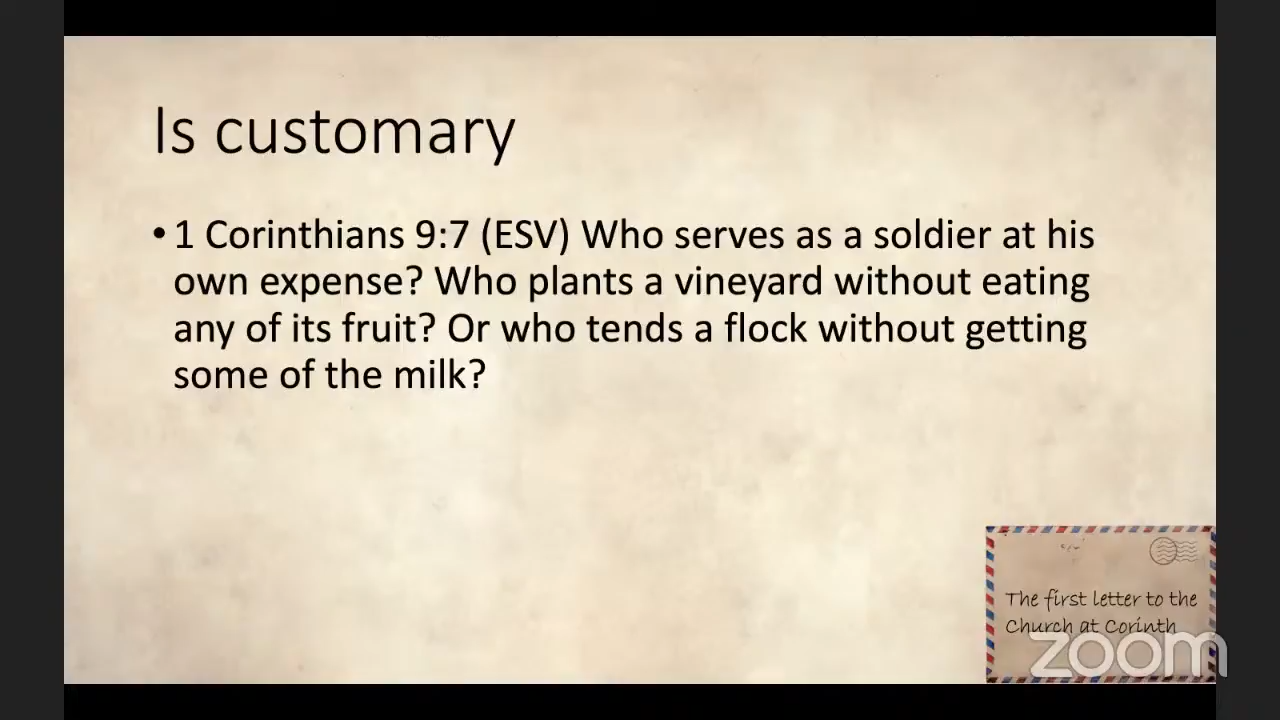 Is customary
•1 Corinthians 9:7 (ESV) Who serves as a soldier at his
own expense? Who plants a vineyard without eating
any of its fruit? Or who tends a flock without getting
some of the milk?
The first letter to the
Church at Corinth
zoom